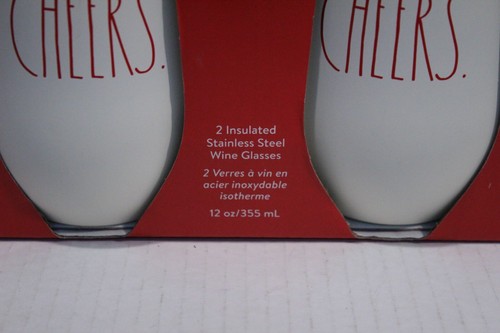 CHEERS. CHEERS.
2 Insulated
Stainless Steel
Wine Glasses
2 Verres à vin en
acier inoxydable
isotherme
12 oz/355 mL